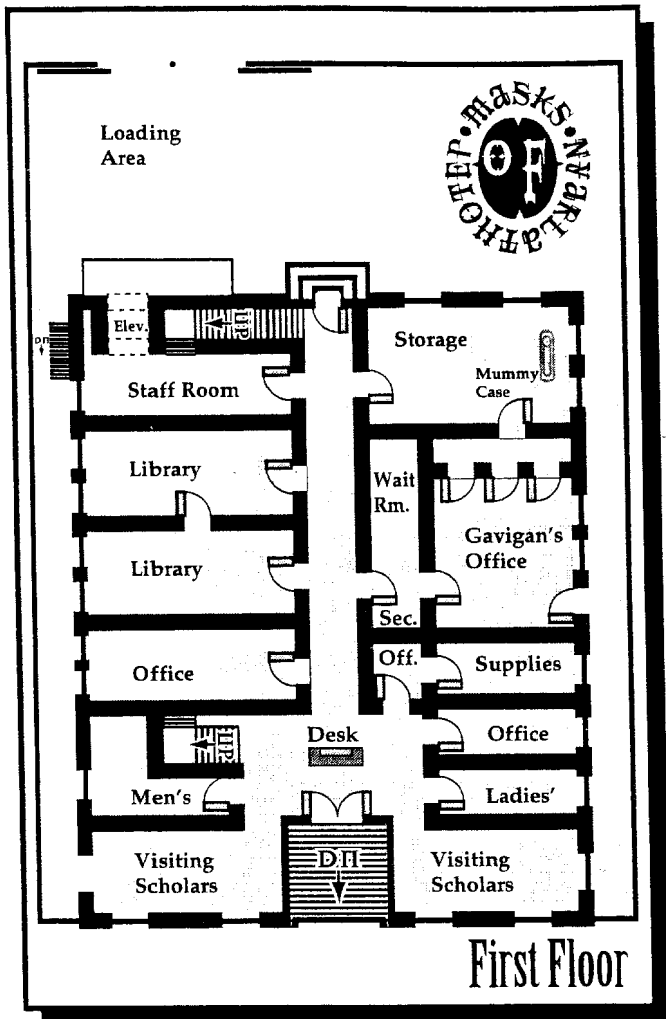 Loading
Area
• MASKS •
OF
NYARLATHOTEP
Elev.
UP
Storage
Mummy
Case
Staff Room
Library
Wait
Rm.
Gavigan's
Office
Library
Sec.
Off.
Supplies
Office
Desk
UP
Office
Men's
Ladies'
Visiting
Scholars
Dn
Visiting
Scholars
First Floor